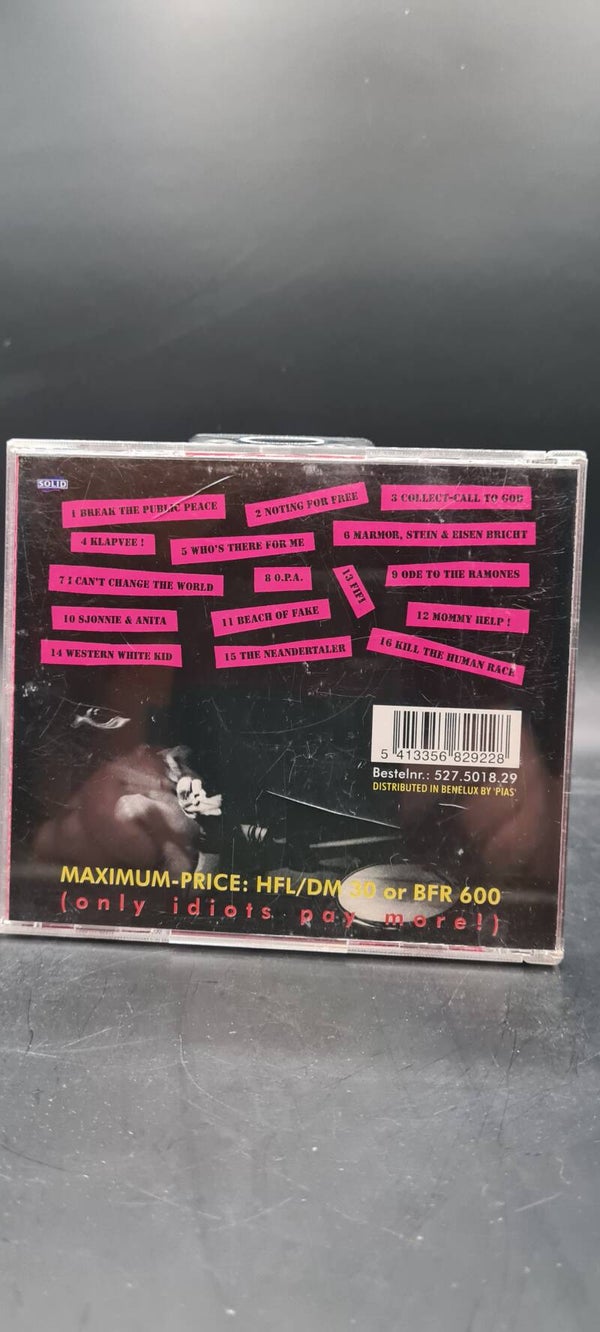 SOLID
1 BREAK THE PUBLIC PEACE
2 NOTING FOR FREE
3 COLLECT-CALL TO GOD
4 KLAPVEE !
5 WHO'S THERE FOR ME
6 MARMOR, STEIN & EISEN BRICHT
7 I CAN'T CHANGE THE WORLD
8 O.P.A.
13 FIFI
9 ODE TO THE RAMONES
10 SJONNIE & ANITA
11 BEACH OF FAKE
12 MOMMY HELP !
14 WESTERN WHITE KID
15 THE NEANDERTALER
16 KILL THE HUMAN RACE
5 413356 829228
Bestelnr.: 527.5018.29
DISTRIBUTED IN BENELUX BY 'PIAS'
MAXIMUM-PRICE: HFL/DM 30 or BFR 600
(only idiots pay more!)